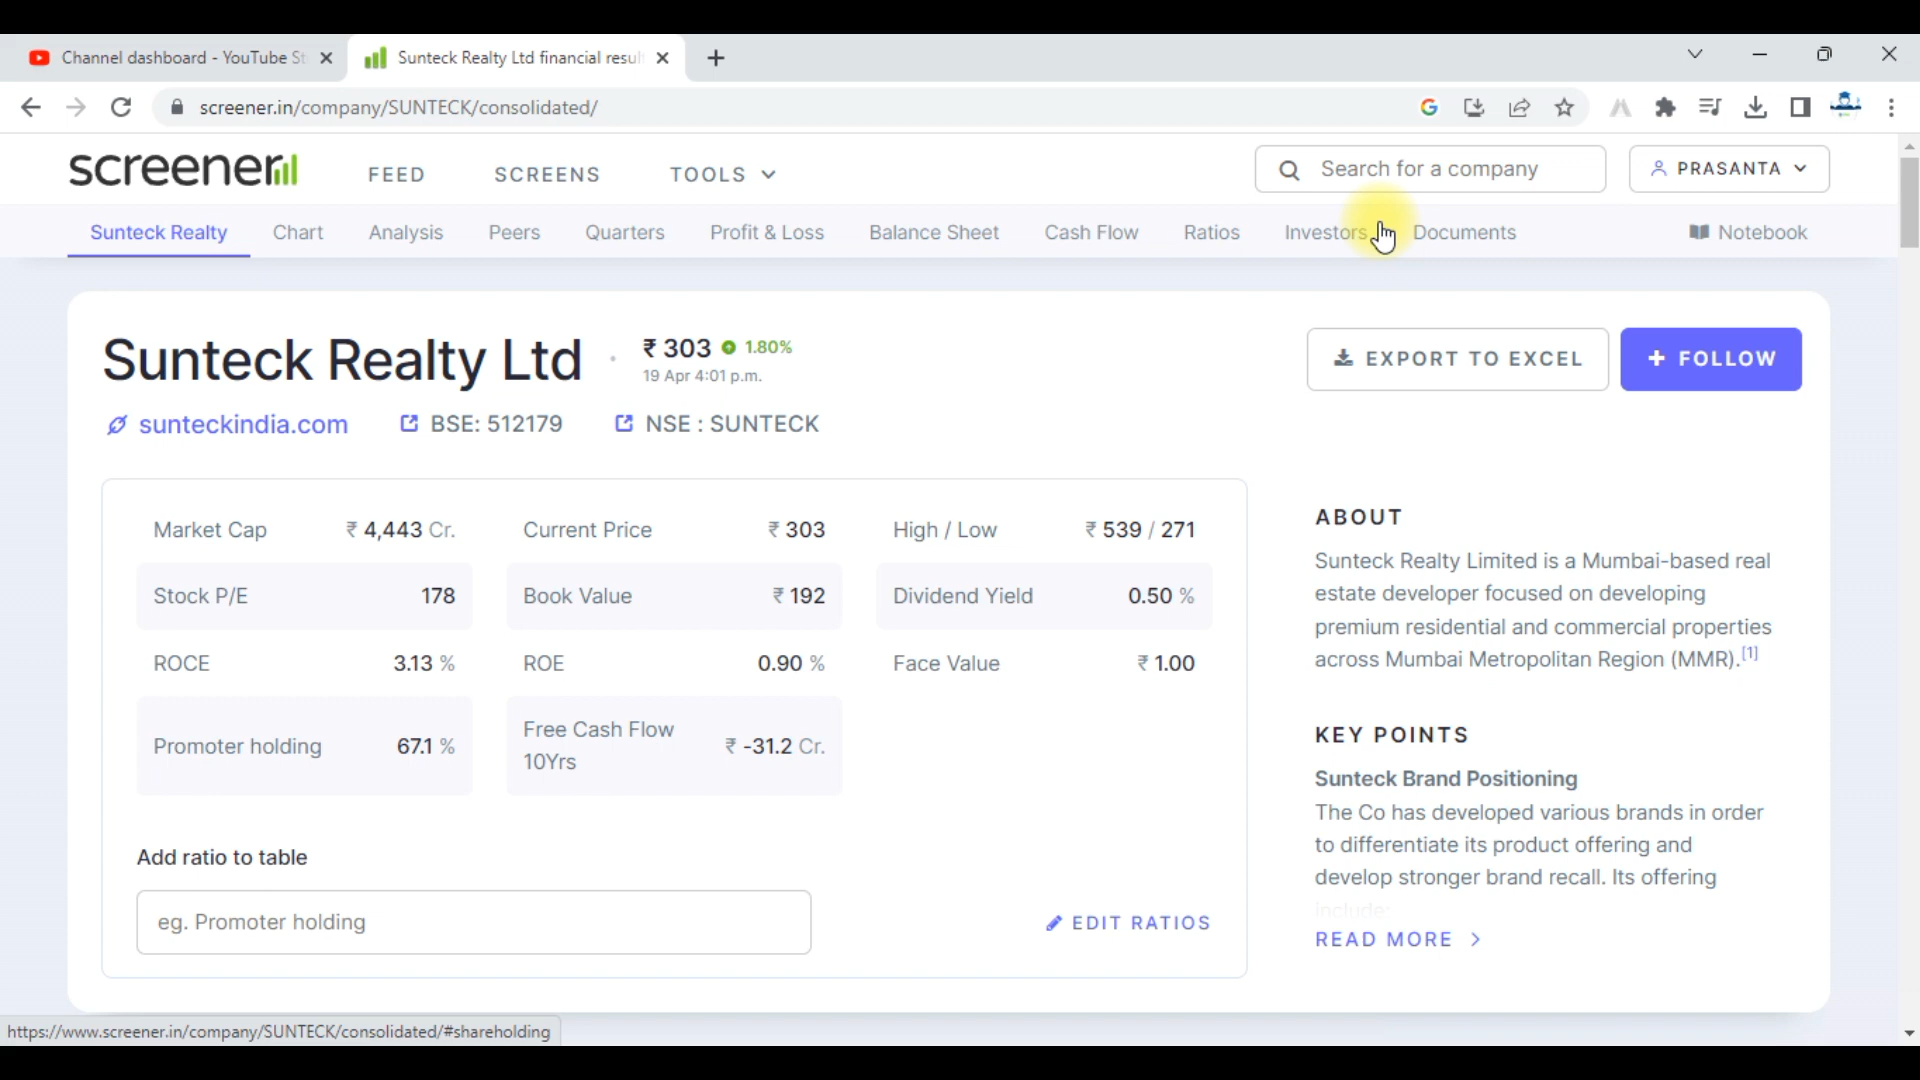 Channel dashboard - YouTube St
Sunteck Realty Ltd financial resul
screener.in/company/SUNTECK/consolidated/
screener
FEED
SCREENS
TOOLS
Search for a company
PRASANTA
Sunteck Realty
Chart
Analysis
Peers
Quarters
Profit & Loss
Balance Sheet
Cash Flow
Ratios
Investors
Documents
Notebook
Sunteck Realty Ltd
₹ 303 1.80%
19 Apr 4:01 p.m.
EXPORT TO EXCEL
+ FOLLOW
sunteckindia.com
BSE: 512179
NSE : SUNTECK
Market Cap ₹ 4,443 Cr.
Current Price ₹ 303
High / Low ₹ 539 / 271
Stock P/E 178
Book Value ₹ 192
Dividend Yield 0.50 %
ROCE 3.13 %
ROE 0.90 %
Face Value ₹ 1.00
Promoter holding 67.1 %
Free Cash Flow
10Yrs
₹ -31.2 Cr.
Add ratio to table
eg. Promoter holding
EDIT RATIOS
ABOUT
Sunteck Realty Limited is a Mumbai-based real
estate developer focused on developing
premium residential and commercial properties
across Mumbai Metropolitan Region (MMR).[1]
KEY POINTS
Sunteck Brand Positioning
The Co has developed various brands in order
to differentiate its product offering and
develop stronger brand recall. Its offering
include:
READ MORE >
https://www.screener.in/company/SUNTECK/consolidated/#shareholding